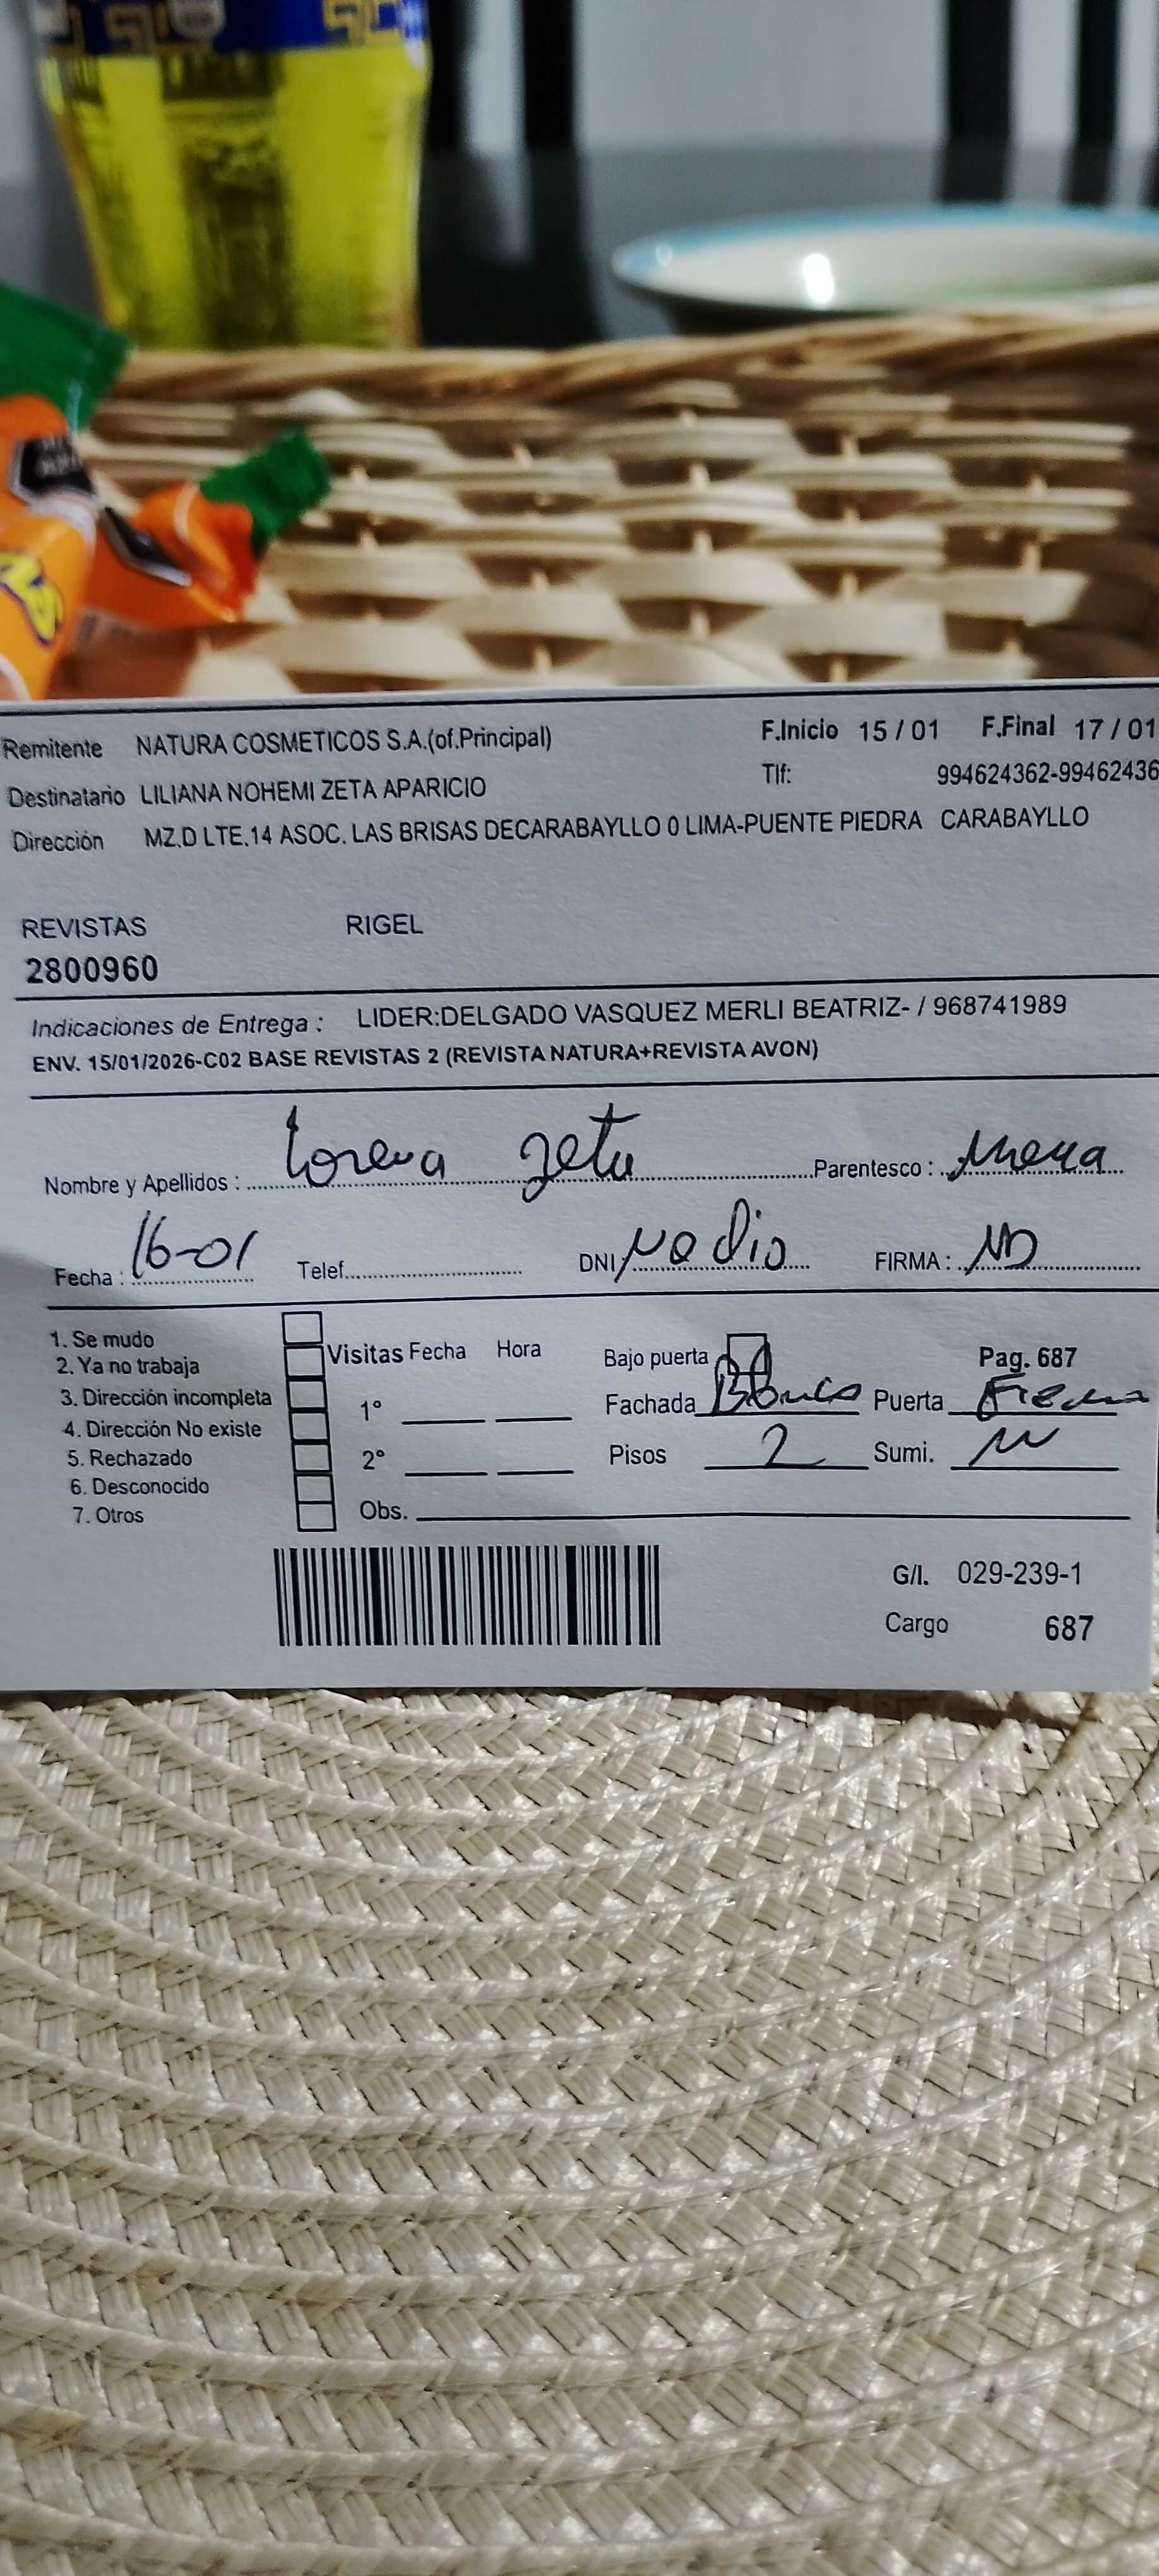 Remitente NATURA COSMETICOS S.A.(of.Principal) F.Inicio 15 / 01 F.Final 17 / 01
Destinatario LILIANA NOHEMI ZETA APARICIO Tlf: 994624362-99462436
Dirección MZ.D LTE.14 ASOC. LAS BRISAS DECARABAYLLO 0 LIMA-PUENTE PIEDRA CARABAYLLO
REVISTAS RIGEL
2800960
Indicaciones de Entrega : LIDER:DELGADO VASQUEZ MERLI BEATRIZ- / 968741989
ENV. 15/01/2026-C02 BASE REVISTAS 2 (REVISTA NATURA+REVISTA AVON)
Nombre y Apellidos : Lorena Zeta Parentesco :
Fecha : 16-01 Telef. DNI: No dio FIRMA : ND
1. Se mudo
2. Ya no trabaja Visitas Fecha Hora Bajo puerta Pag. 687
3. Dirección incompleta 1° Fachada Blanco Puerta
4. Dirección No existe
5. Rechazado 2° Pisos 2 Sumi.
6. Desconocido
7. Otros Obs.
G/I. 029-239-1
Cargo 687